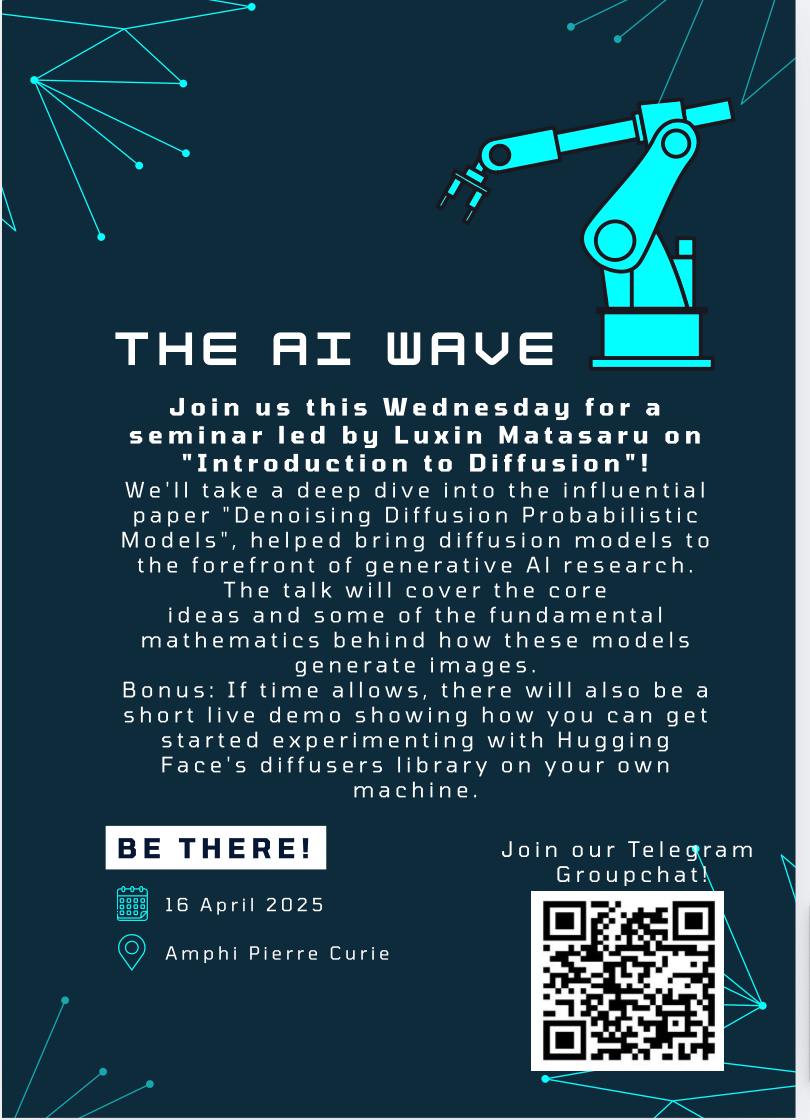 THE AI WAVE
Join us this Wednesday for a
seminar led by Luxin Matasaru on
"Introduction to Diffusion"!
We'll take a deep dive into the influential
paper "Denoising Diffusion Probabilistic
Models", helped bring diffusion models to
the forefront of generative AI research.
The talk will cover the core
ideas and some of the fundamental
mathematics behind how these models
generate images.
Bonus: If time allows, there will also be a
short live demo showing how you can get
started experimenting with Hugging
Face's diffusers library on your own
machine.
BE THERE!
16 April 2025
Amphi Pierre Curie
Join our Telegram
Groupchat!